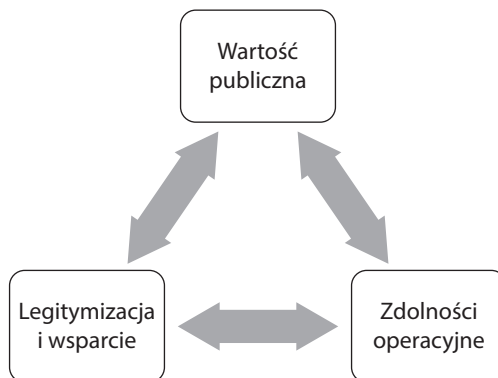 Wartość
publiczna
Legitymizacja
i wsparcie
Zdolności
operacyjne